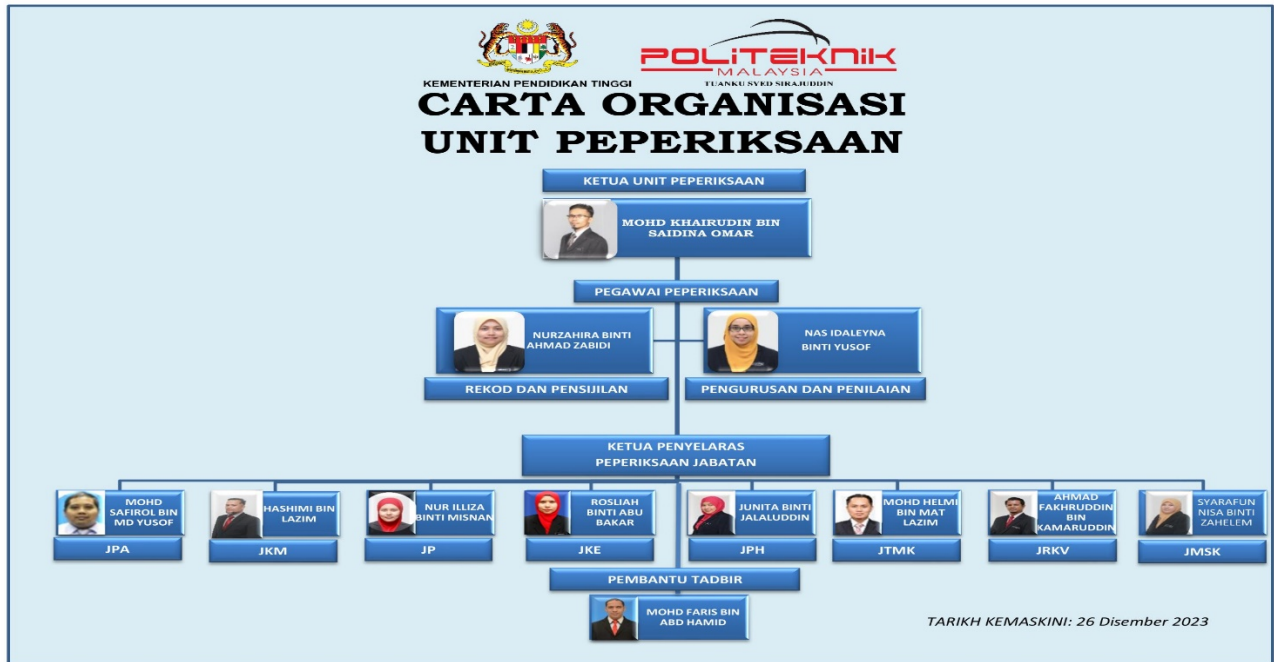 KEMENTERIAN PENDIDIKAN TINGGI
POLITEKNIK
MALAYSIA
TUANKU SYED SIRAJUDDIN
CARTA ORGANISASI
UNIT PEPERIKSAAN
KETUA UNIT PEPERIKSAAN
MOHD KHAIRUDIN BIN
SAIDINA OMAR
PEGAWAI PEPERIKSAAN
NURZAHIRA BINTI
AHMAD ZABIDI
REKOD DAN PENSIJILAN
NAS IDALEYNA
BINTI YUSOF
PENGURUSAN DAN PENILAIAN
KETUA PENYELARAS
PEPERIKSAAN JABATAN
MOHD
SAFIROL BIN
MD YUSOF
JPA
HASHIMI BIN
LAZIM
JKM
NUR ILLIZA
BINTI MISNAN
JP
ROSLIAH
BINTI ABU
BAKAR
JKE
JUNITA BINTI
JALALUDDIN
JPH
MOHD HELMI
BIN MAT
LAZIM
JTMK
AHMAD
FAKHRUDDIN
BIN
KAMARUDDIN
JRKV
SYARAFUN
NISA BINTI
ZAHELEM
JMSK
PEMBANTU TADBIR
MOHD FARIS BIN
ABD HAMID
TARIKH KEMASKINI: 26 Disember 2023